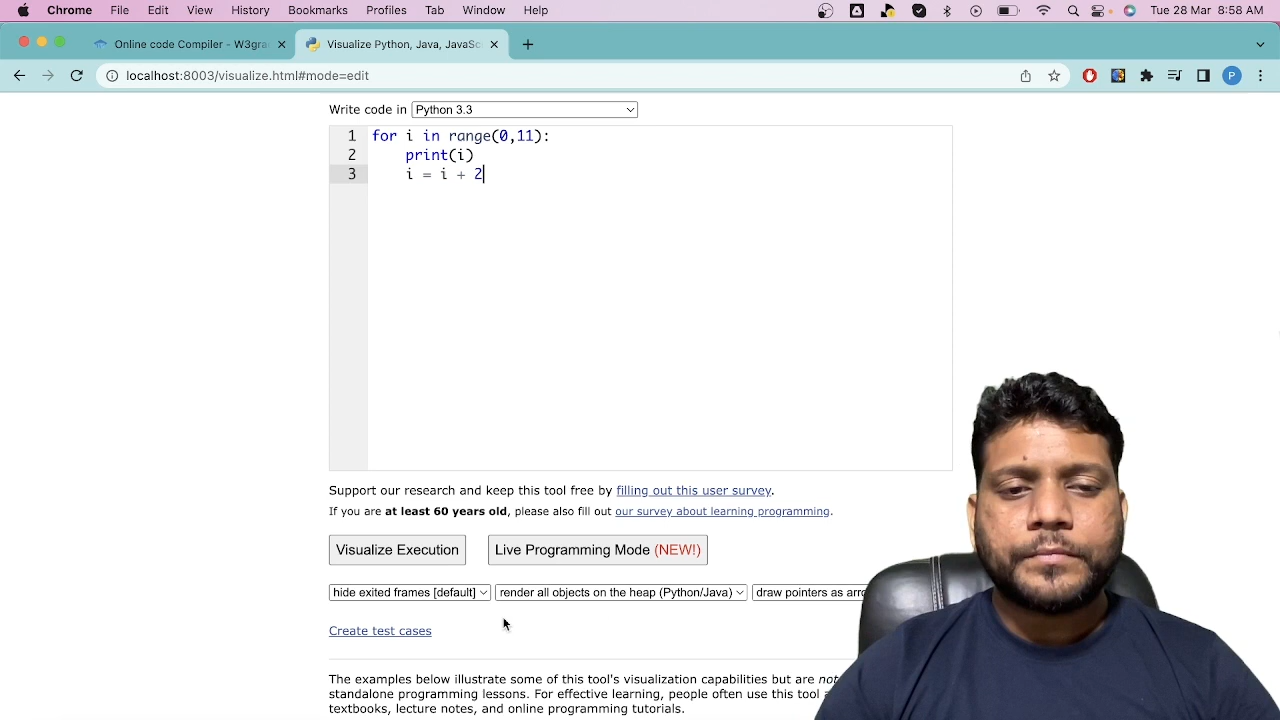 Chrome File Edit View History Bookmarks Profiles Tab Window Help Tue 28 Mar 8:58 AM
Online code Compiler - W3gra Visualize Python, Java, JavaSc
localhost:8003/visualize.html#mode=edit P
Write code in Python 3.3
1 for i in range(0,11):
2 print(i)
3 i = i + 2
Support our research and keep this tool free by filling out this user survey.
If you are at least 60 years old, please also fill out our survey about learning programming.
Visualize Execution Live Programming Mode (NEW!)
hide exited frames [default] render all objects on the heap (Python/Java) draw pointers as arro
Create test cases
The examples below illustrate some of this tool's visualization capabilities but are not
standalone programming lessons. For effective learning, people often use this tool
textbooks, lecture notes, and online programming tutorials.